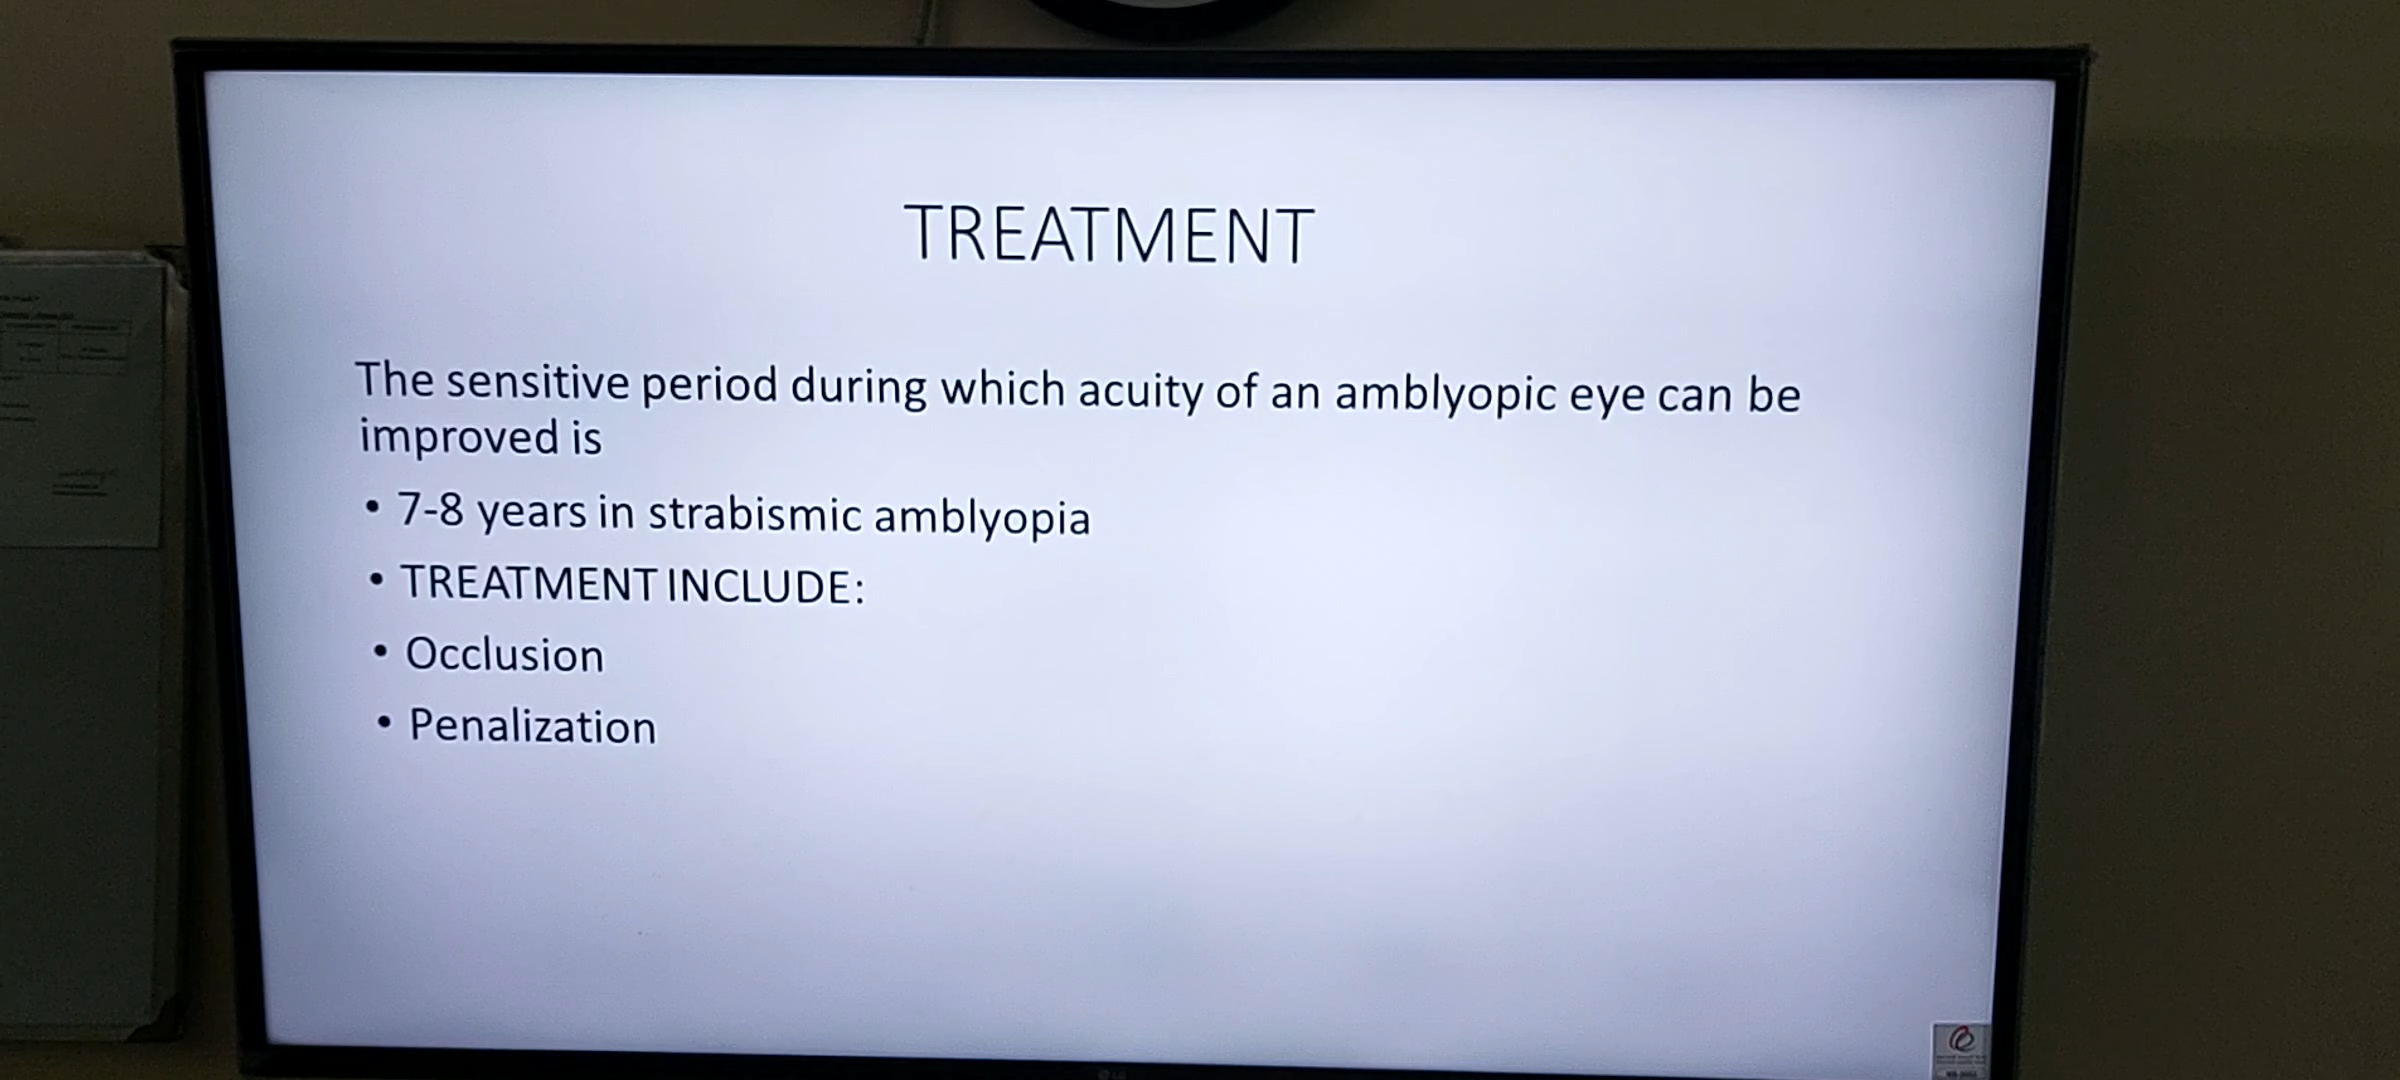 TREATMENT
The sensitive period during which acuity of an amblyopic eye can be
improved is
• 7-8 years in strabismic amblyopia
• TREATMENT INCLUDE:
• Occlusion
• Penalization